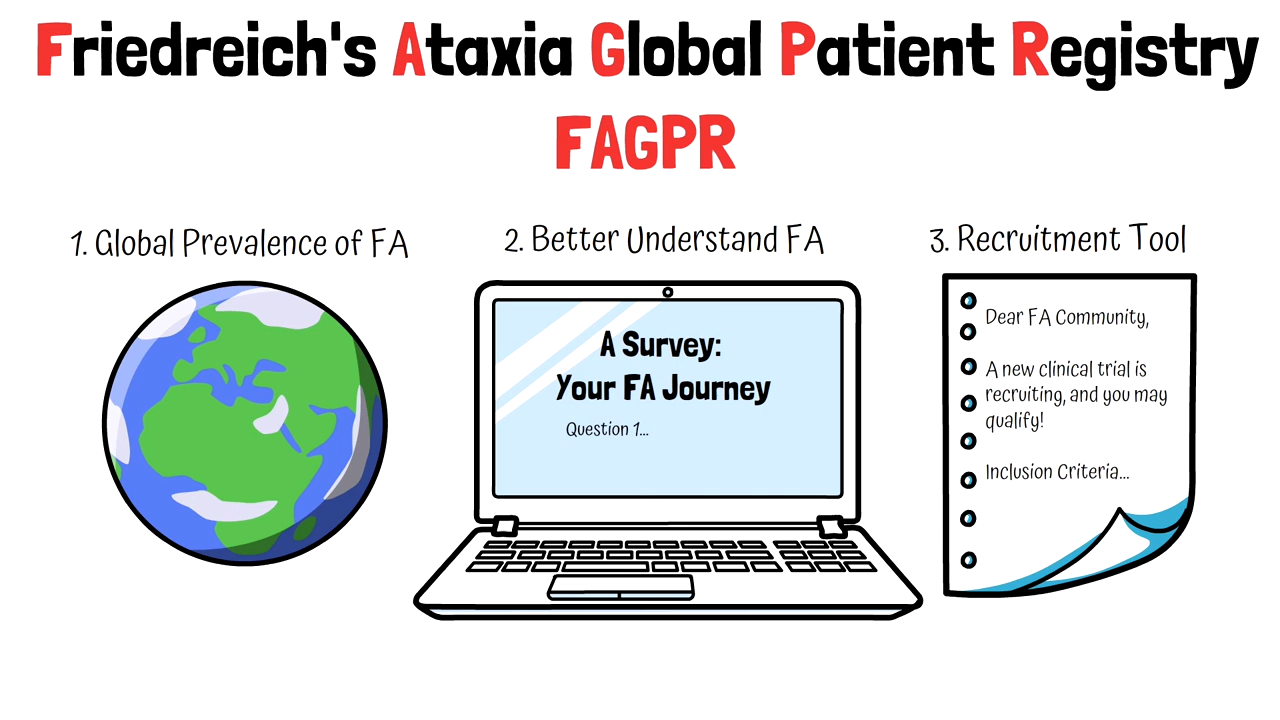 Friedreich's Ataxia Global Patient Registry
FAGPR
1. Global Prevalence of FA
2. Better Understand FA
3. Recruitment Tool
A Survey:
Your FA Journey
Question 1...
Dear FA Community,
A new clinical trial is
recruiting, and you may
qualify!
Inclusion Criteria...